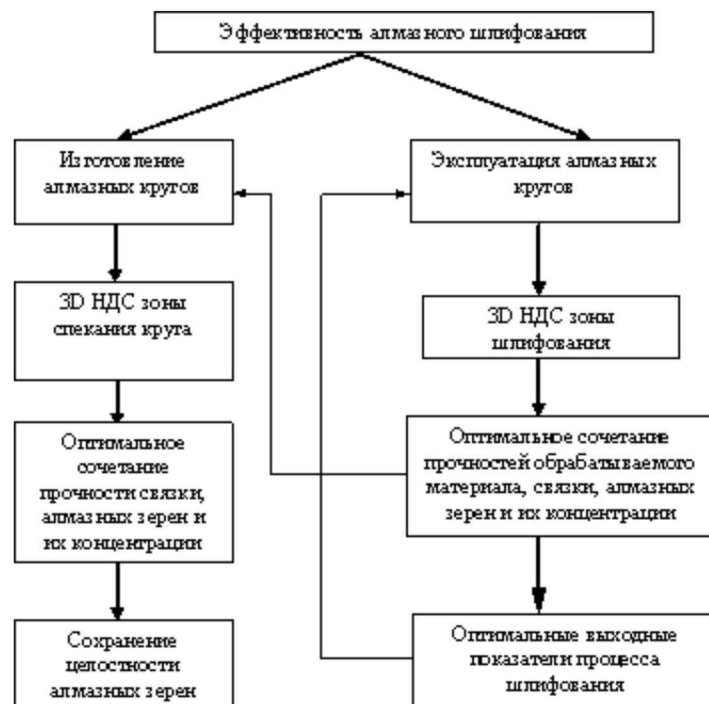 Эффективность алмазного шлифования
Изготовление
алмазных кругов
3D НДС зоны
спекания круга
Оптимальное
сочетание
прочности связки,
алмазных зерен и
их концентрации
Сохранение
целостности
алмазных зерен
Эксплуатация алмазных
кругов
3D НДС зоны
шлифования
Оптимальное сочетание
прочностей обрабатываемого
материала, связки, алмазных
зерен и их концентрации
Оптимальные выходные
показатели процесса
шлифования